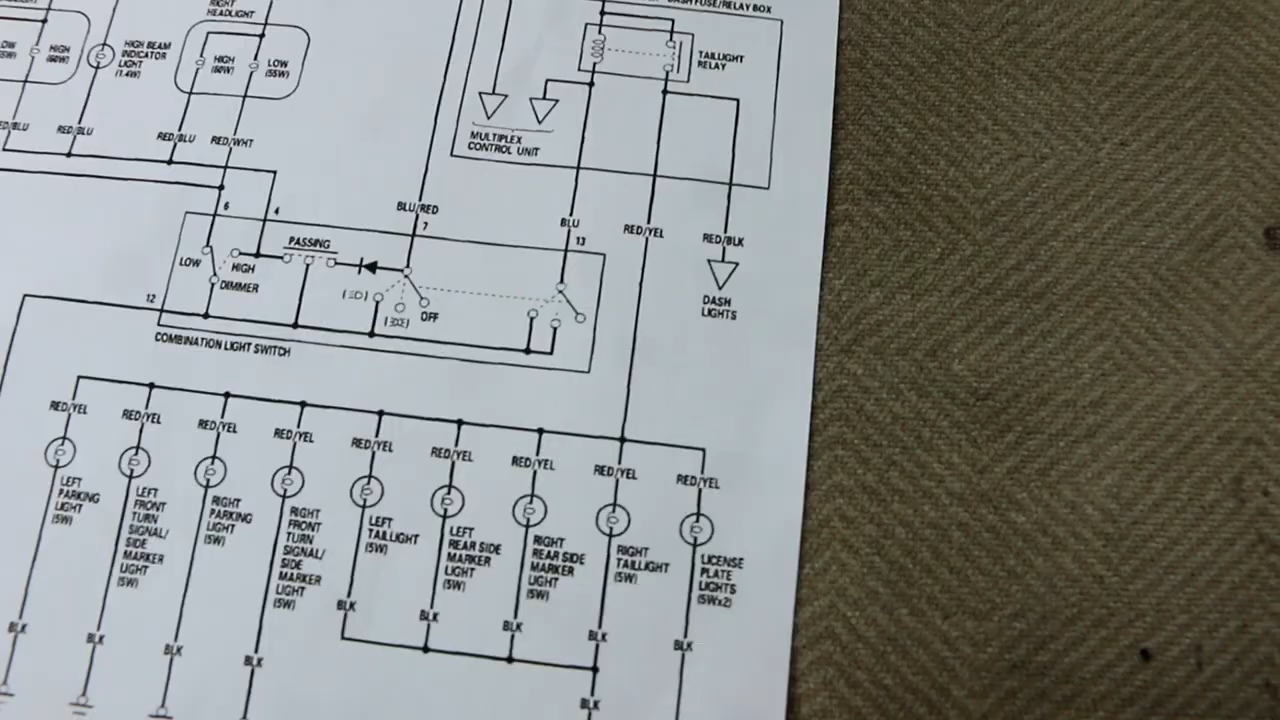 RIGHT
HEADLIGHT
DASH FUSE/RELAY BOX
LOW
HIGH
(60W)
HIGH BEAM
INDICATOR
LIGHT
(1.4W)
HIGH
(60W)
LOW
(55W)
TAILLIGHT
RELAY
MULTIPLEX
CONTROL UNIT
RED/BLU
RED/BLU
RED/WHT
BLU/RED
BLU
RED/YEL
RED/BLK
6
4
7
13
PASSING
LOW
HIGH
DIMMER
OFF
DASH
LIGHTS
12
COMBINATION LIGHT SWITCH
RED/YEL
RED/YEL
RED/YEL
RED/YEL
RED/YEL
RED/YEL
RED/YEL
RED/YEL
RED/YEL
LEFT
PARKING
LIGHT
(5W)
LEFT
FRONT
TURN
SIGNAL/
SIDE
MARKER
LIGHT
(5W)
RIGHT
PARKING
LIGHT
(5W)
RIGHT
FRONT
TURN
SIGNAL/
SIDE
MARKER
LIGHT
(5W)
LEFT
TAILLIGHT
(5W)
LEFT
REAR SIDE
MARKER
LIGHT
(5W)
RIGHT
REAR SIDE
MARKER
LIGHT
(5W)
RIGHT
TAILLIGHT
(5W)
LICENSE
PLATE
LIGHTS
(5Wx2)
BLK
BLK
BLK
BLK
BLK
BLK
BLK
BLK
BLK
BLK